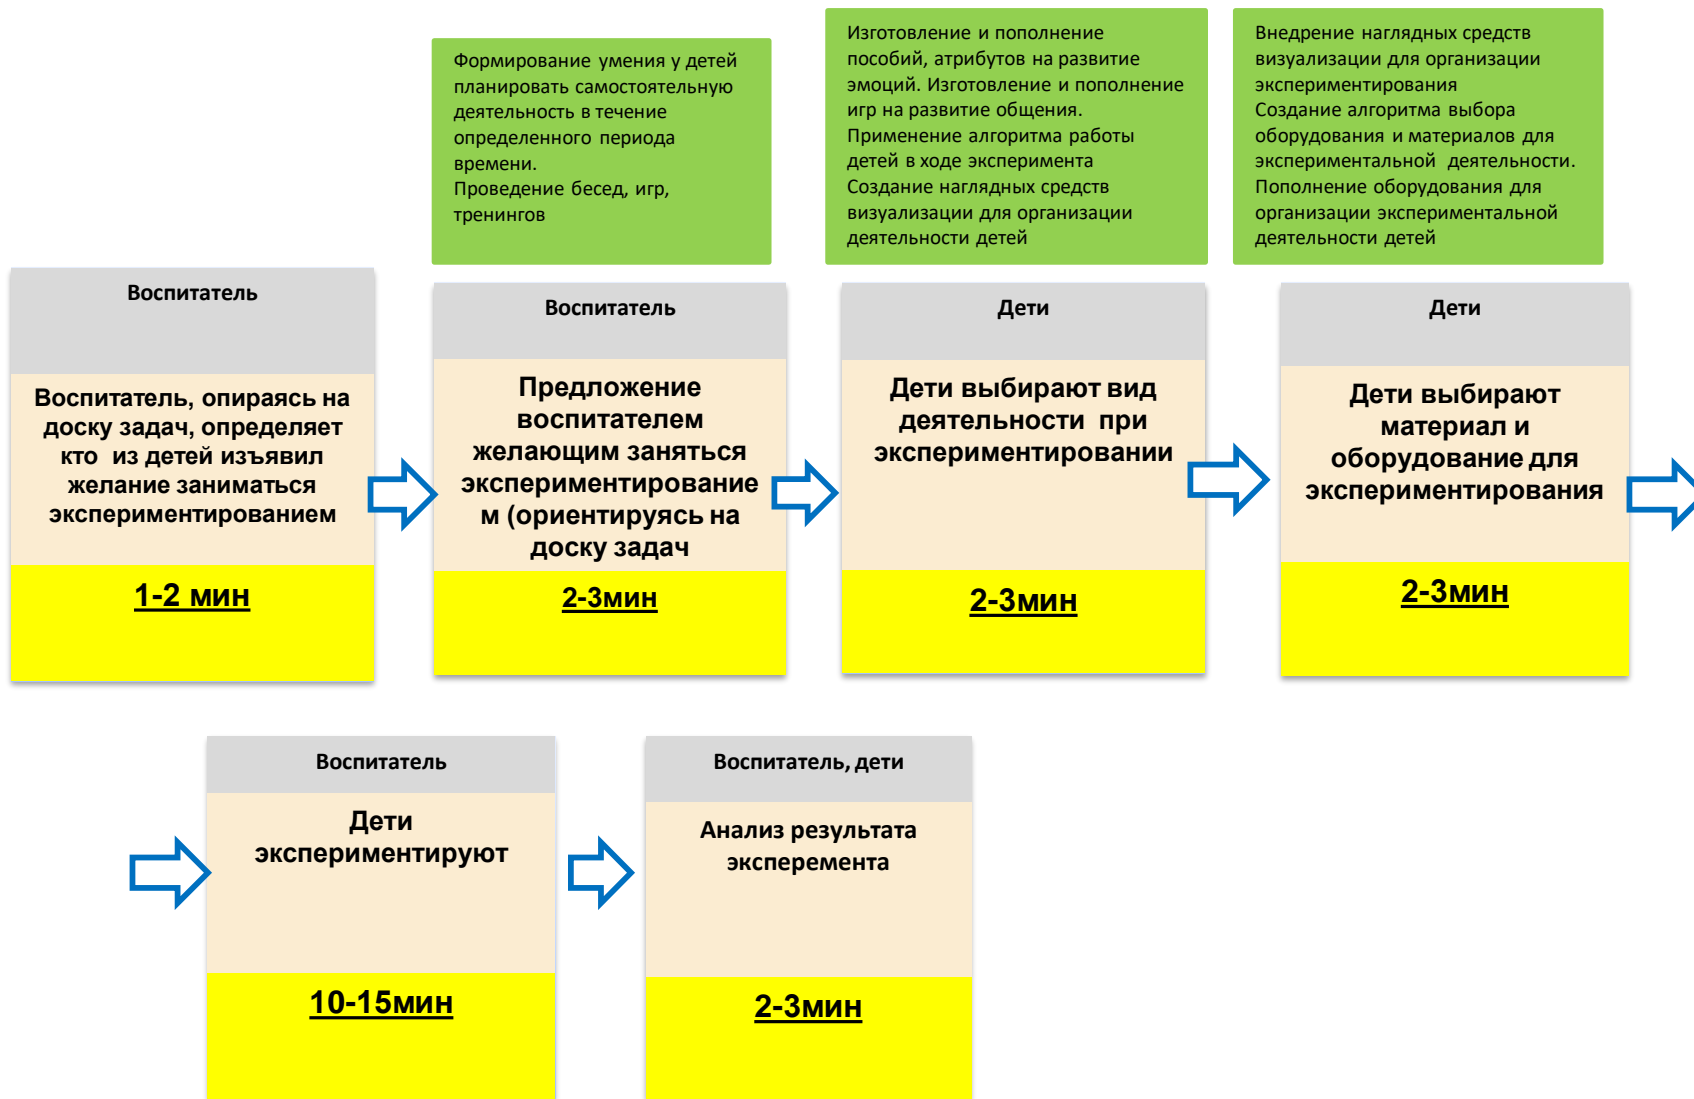 Формирование умения у детей
планировать самостоятельную
деятельность в течение
определенного периода
времени.
Проведение бесед, игр,
тренингов
Изготовление и пополнение
пособий, атрибутов на развитие
эмоций. Изготовление и пополнение
игр на развитие общения.
Применение алгоритма работы
детей в ходе эксперимента
Создание наглядных средств
визуализации для организации
деятельности детей
Внедрение наглядных средств
визуализации для организации
экспериментирования
Создание алгоритма выбора
оборудования и материалов для
экспериментальной деятельности.
Пополнение оборудования для
организации экспериментальной
деятельности детей
Воспитатель
Воспитатель, опираясь на
доску задач, определяет
кто из детей изъявил
желание заниматься
экспериментированием
1-2 мин
Воспитатель
Предложение
воспитателем
желающим заняться
экспериментирование
м (ориентируясь на
доску задач
2-3мин
Дети
Дети выбирают вид
деятельности при
экспериментировании
2-3мин
Дети
Дети выбирают
материал и
оборудование для
экспериментирования
2-3мин
Воспитатель
Дети
экспериментируют
10-15мин
Воспитатель, дети
Анализ результата
эксперемента
2-3мин